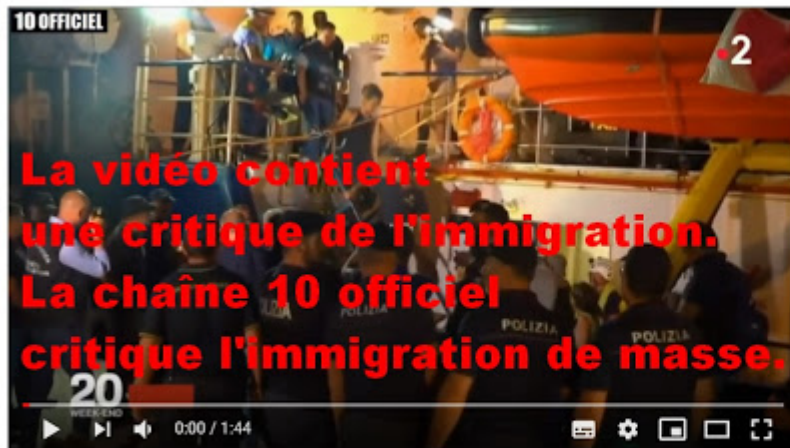 10 OFFICIEL
2
La vidéo contient
une critique de l'immigration.
La chaîne 10 officiel
critique l'immigration de masse.
POLIZIA
POLIZIA
POLIZIA
20
WEEK-END
0:00 / 1:44